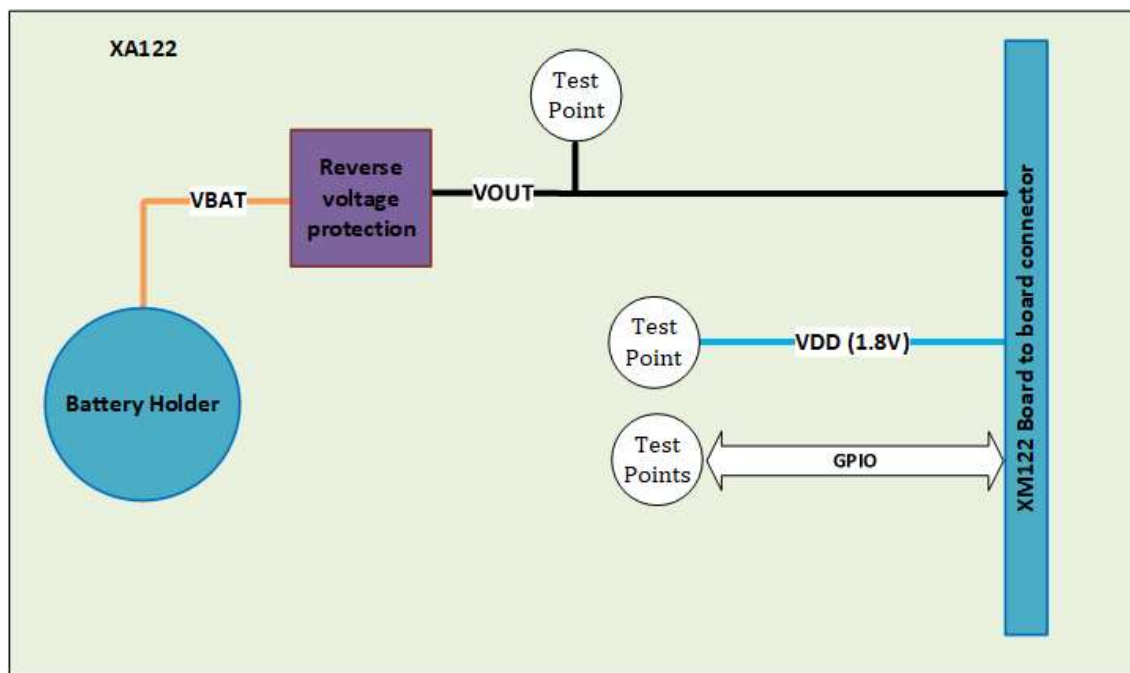 XA122
Test
Point
Reverse
voltage
protection
VBAT
VOUT
XM122 Board to board connector
Test
Point
VDD (1.8V)
Battery Holder
Test
Points
GPIO